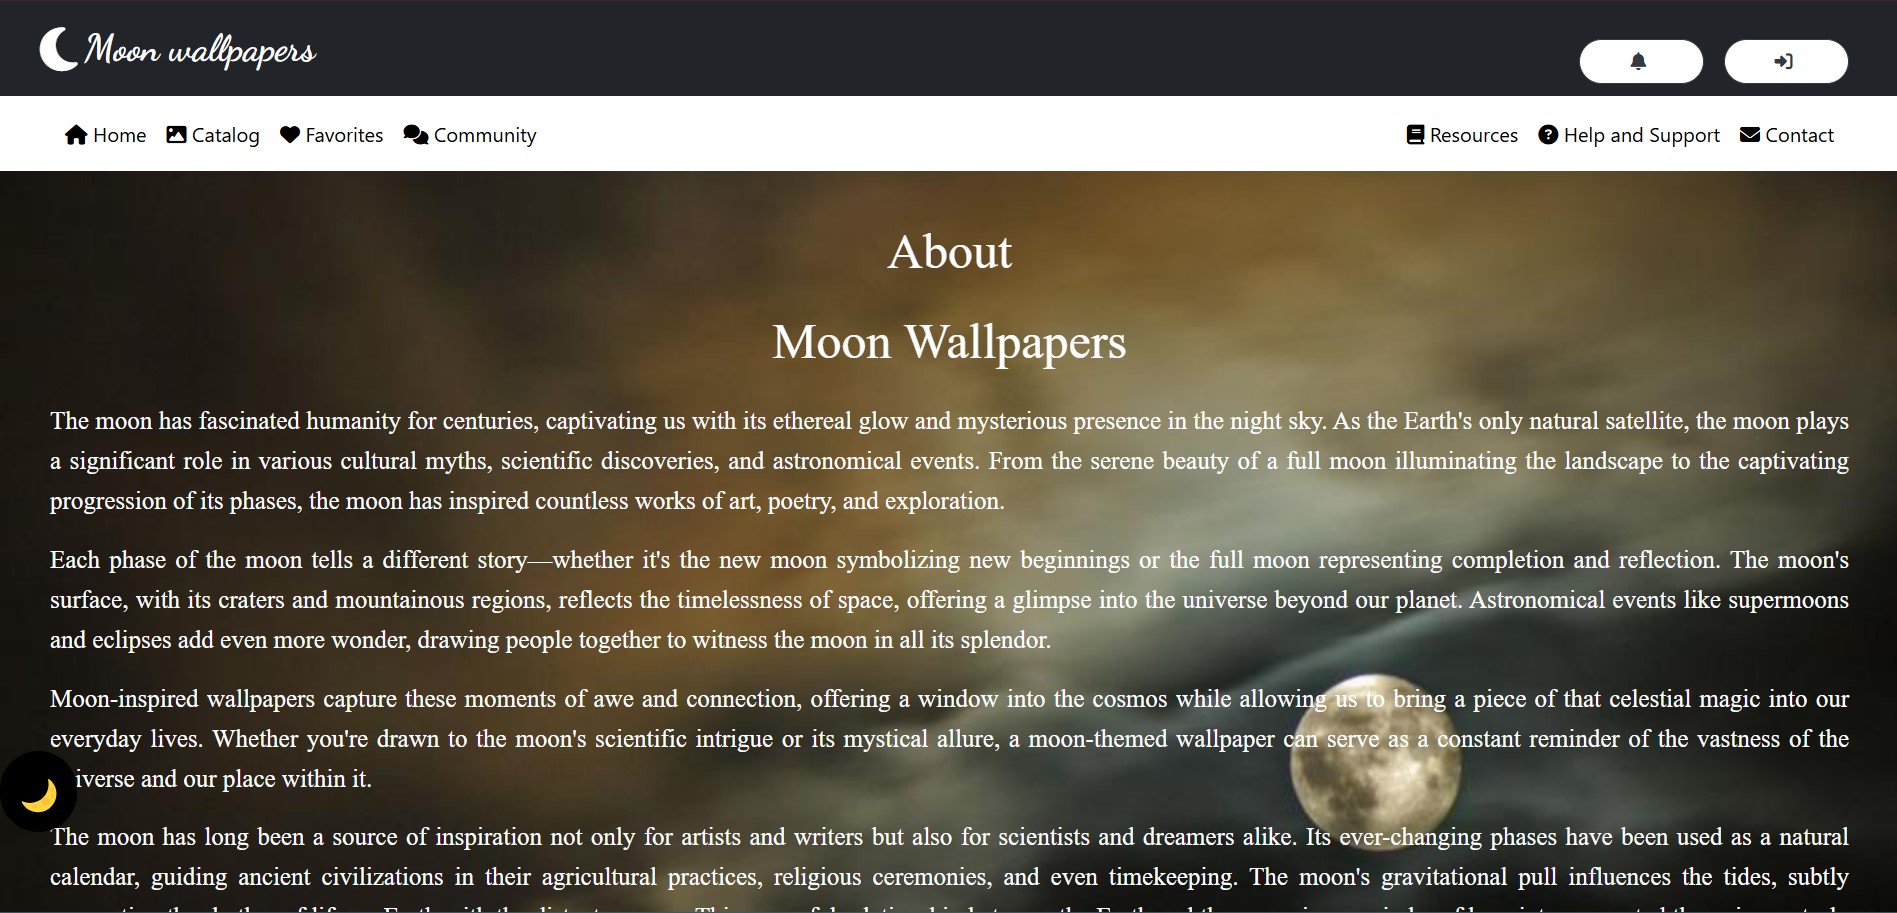 Moon wallpapers
Home Catalog Favorites Community Resources Help and Support Contact
About
Moon Wallpapers
The moon has fascinated humanity for centuries, captivating us with its ethereal glow and mysterious presence in the night sky. As the Earth's only natural satellite, the moon plays
a significant role in various cultural myths, scientific discoveries, and astronomical events. From the serene beauty of a full moon illuminating the landscape to the captivating
progression of its phases, the moon has inspired countless works of art, poetry, and exploration.
Each phase of the moon tells a different story—whether it's the new moon symbolizing new beginnings or the full moon representing completion and reflection. The moon's
surface, with its craters and mountainous regions, reflects the timelessness of space, offering a glimpse into the universe beyond our planet. Astronomical events like supermoons
and eclipses add even more wonder, drawing people together to witness the moon in all its splendor.
Moon-inspired wallpapers capture these moments of awe and connection, offering a window into the cosmos while allowing us to bring a piece of that celestial magic into our
everyday lives. Whether you're drawn to the moon's scientific intrigue or its mystical allure, a moon-themed wallpaper can serve as a constant reminder of the vastness of the
iverse and our place within it.
The moon has long been a source of inspiration not only for artists and writers but also for scientists and dreamers alike. Its ever-changing phases have been used as a natural
calendar, guiding ancient civilizations in their agricultural practices, religious ceremonies, and even timekeeping. The moon's gravitational pull influences the tides, subtly